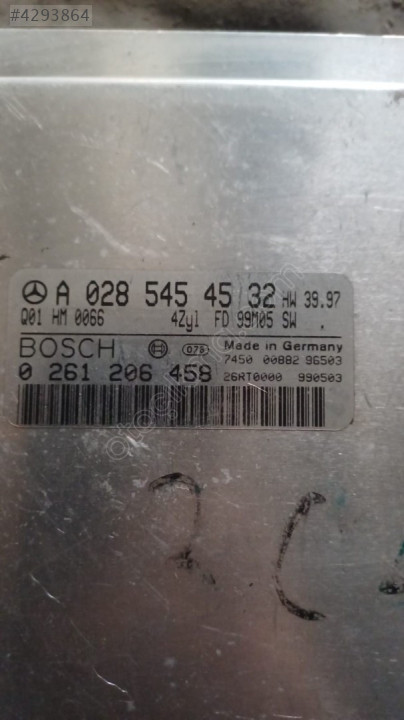 #4293864
A 028 545 45 32 HW 39.97
Q01 HM 0066 4Zyl FD 99M05 SW .
BOSCH 075 Made in Germany
7450 00882 96503
0 261 206 458 26RT0000 990503
2C